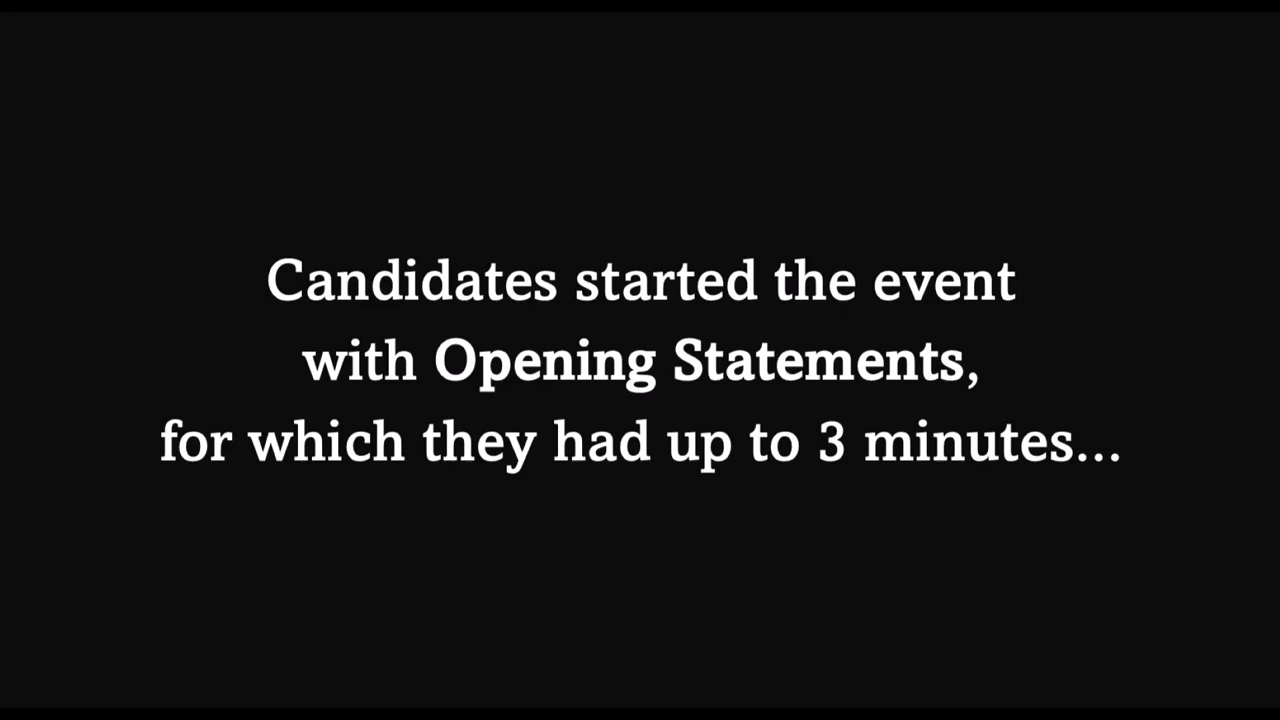 Candidates started the event
with Opening Statements,
for which they had up to 3 minutes...